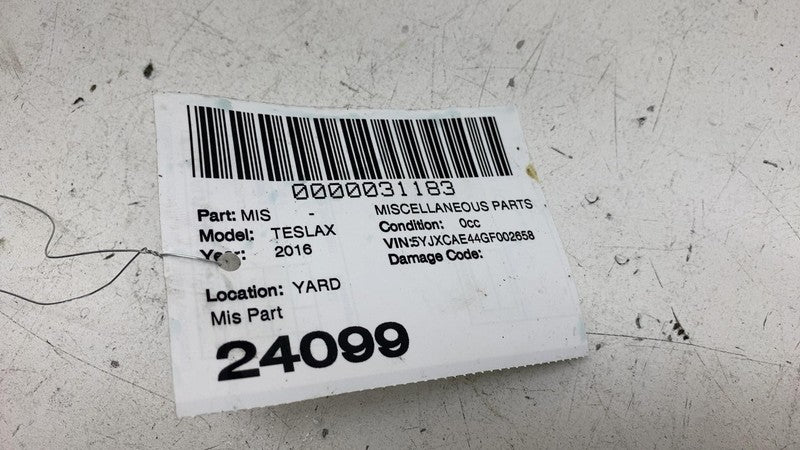 0000031183
Part: MIS - MISCELLANEOUS PARTS
Model: TESLAX Condition: 0cc
Year: 2016 VIN:5YJXCAE44GF002658
Damage Code:
Location: YARD
Mis Part
24099